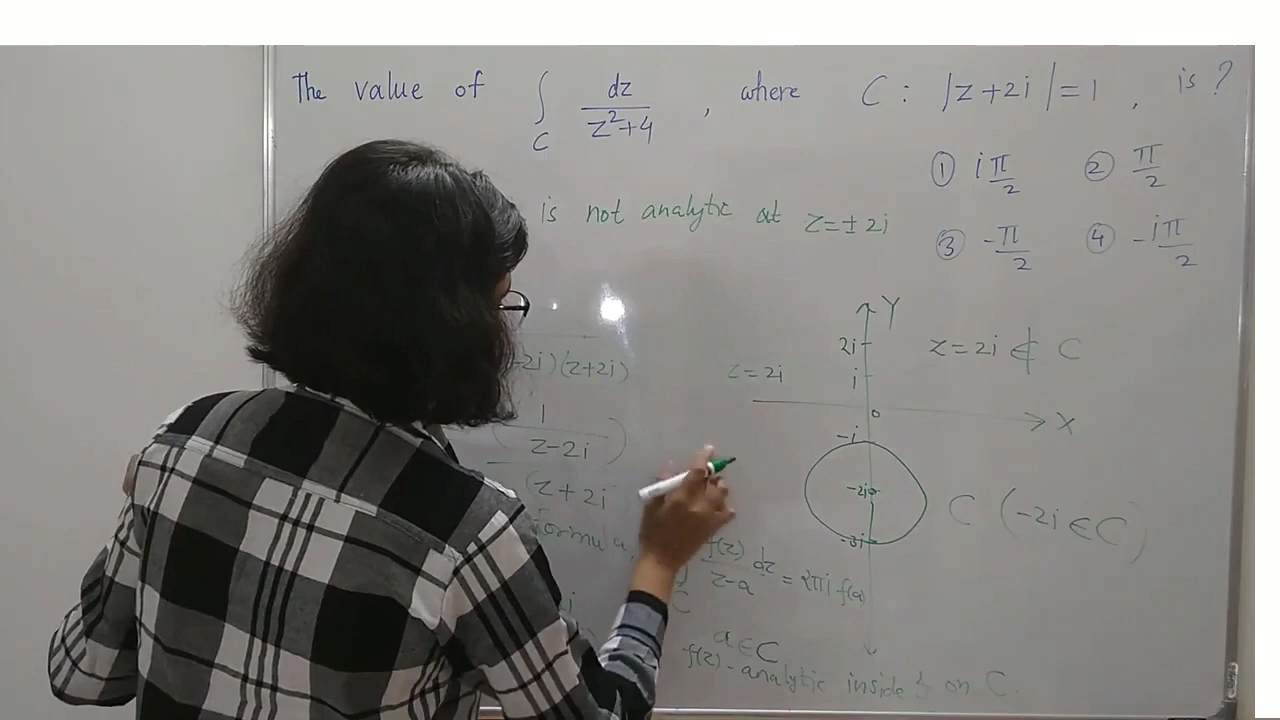 The value of ∫_C dz/(z²+4), where C: |z+2i|=1, is?
① iπ/2 ② π/2
③ -π/2 ④ -iπ/2
is not analytic at z=±2i
Y
2i
i
0
X
-i
-2i
-3i
z=2i ∉ C
z=2i
C (-2i ∈ C)
-2i)(z+2i)
(1/(z-2i))
(z+2i
formula,
f(z)/(z-a) dz = 2πi f(a)
C
a∈C
f(z)-analytic inside & on C.